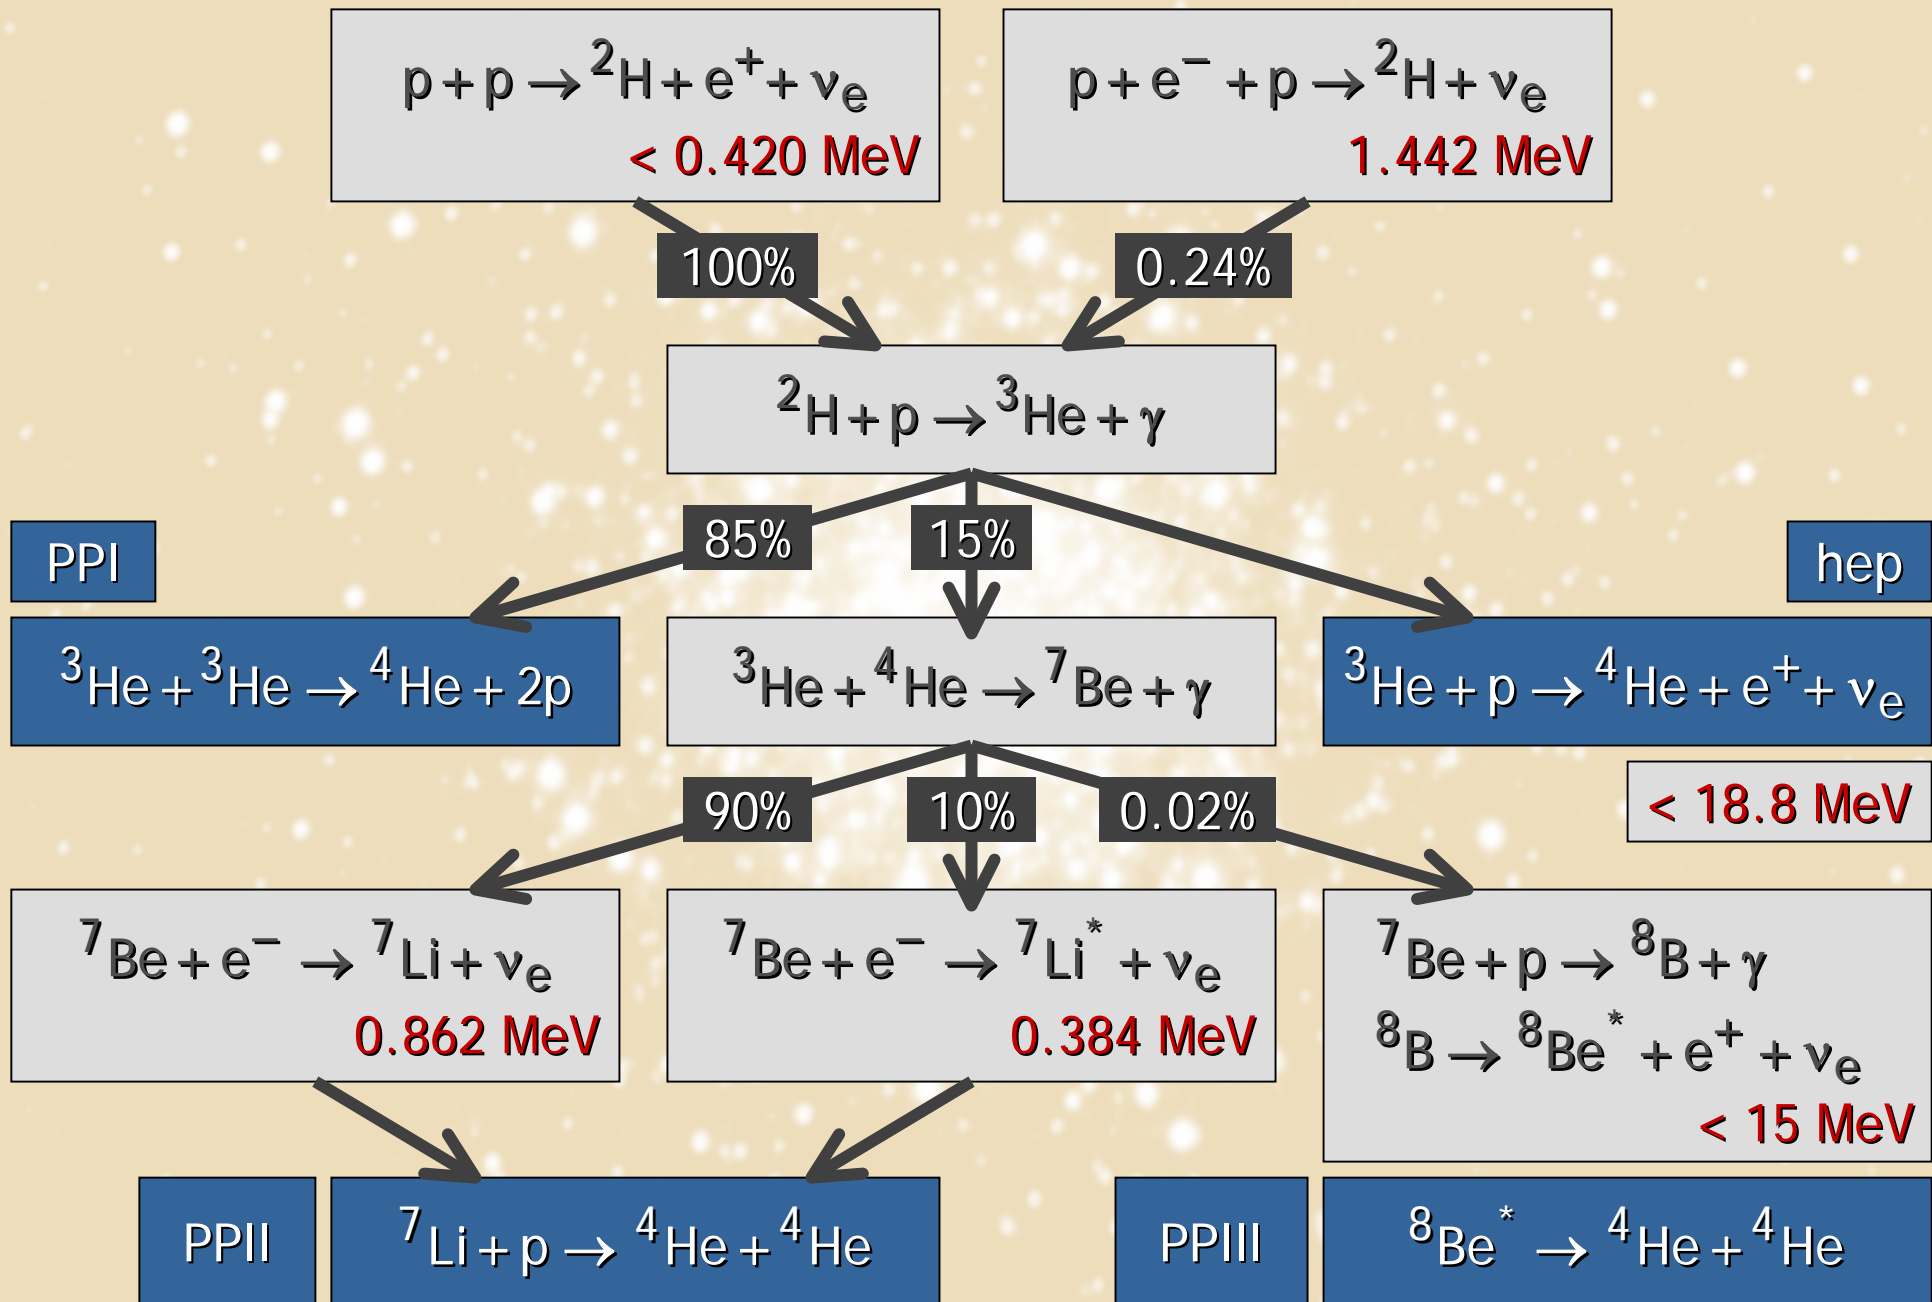 p + p → ²H + e⁺ + νₑ
< 0.420 MeV
p + e⁻ + p → ²H + νₑ
1.442 MeV
100%
0.24%
²H + p → ³He + γ
85%
15%
PPI
hep
³He + ³He → ⁴He + 2p
³He + ⁴He → ⁷Be + γ
³He + p → ⁴He + e⁺ + νₑ
< 18.8 MeV
90%
10%
0.02%
⁷Be + e⁻ → ⁷Li + νₑ
0.862 MeV
⁷Be + e⁻ → ⁷Li* + νₑ
0.384 MeV
⁷Be + p → ⁸B + γ
⁸B → ⁸Be* + e⁺ + νₑ
< 15 MeV
PPII
⁷Li + p → ⁴He + ⁴He
PPIII
⁸Be* → ⁴He + ⁴He